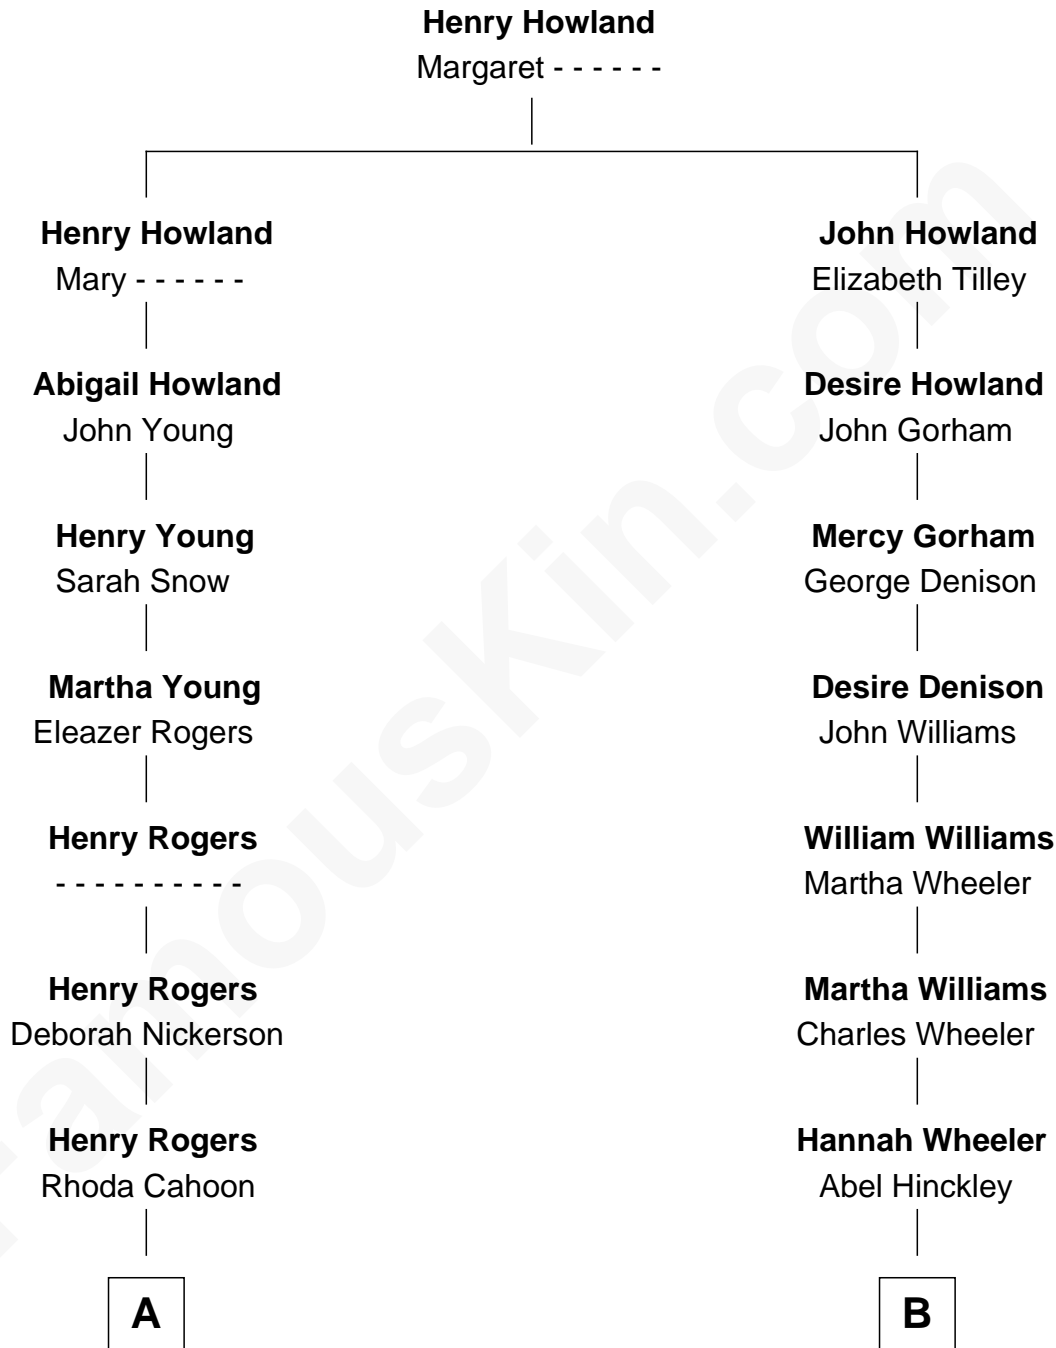 Henry Howland
Margaret - - - - - -
Henry Howland
Mary - - - - - -
Abigail Howland
John Young
Henry Young
Sarah Snow
Martha Young
Eleazer Rogers
Henry Rogers
- - - - - - - - - -
Henry Rogers
Deborah Nickerson
Henry Rogers
Rhoda Cahoon
A
John Howland
Elizabeth Tilley
Desire Howland
John Gorham
Mercy Gorham
George Denison
Desire Denison
John Williams
William Williams
Martha Wheeler
Martha Williams
Charles Wheeler
Hannah Wheeler
Abel Hinckley
B
FamousKin.com